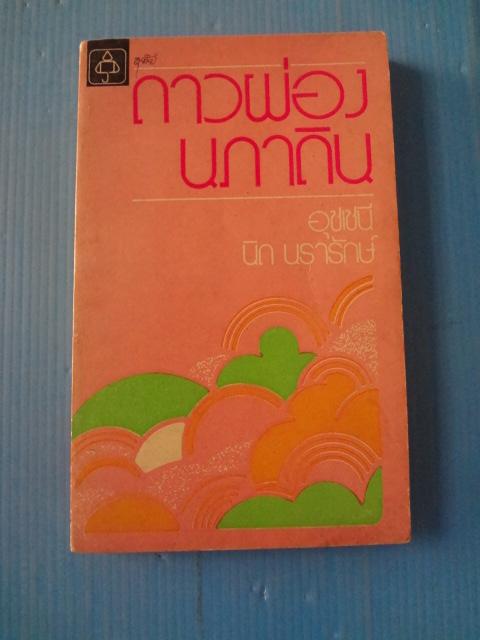 ดาวผ่อง
นภาดิน
อุชเชนี
นิด นรารักษ์